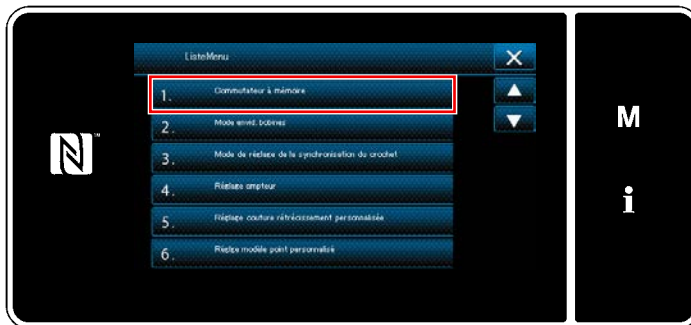 ListeMenu
1. Commutateur à mémoire
2. Mode envid. bobines
3. Mode de réglage de la synchronisation du crochet
4. Réglage compteur
5. Réglage couture rétrécissement personnalisée
6. Réglge modèle point personnalisé
M
i
N